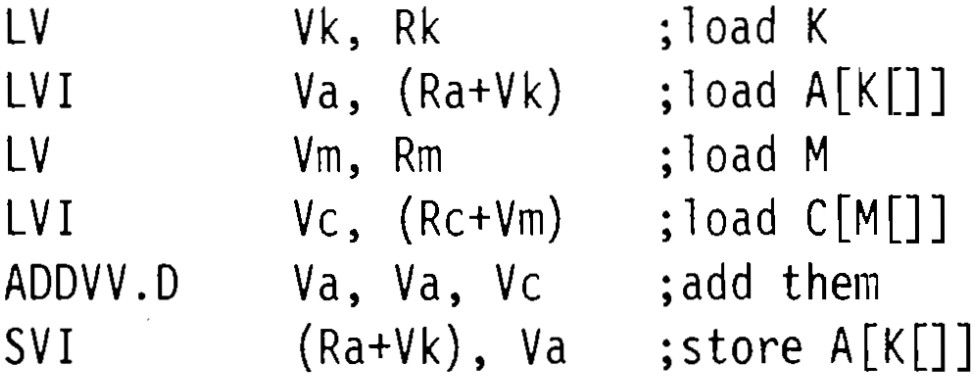 LV Vk, Rk ;load K
LVI Va, (Ra+Vk) ;load A[K[]]
LV Vm, Rm ;load M
LVI Vc, (Rc+Vm) ;load C[M[]]
ADDVV.D Va, Va, Vc ;add them
SVI (Ra+Vk), Va ;store A[K[]]